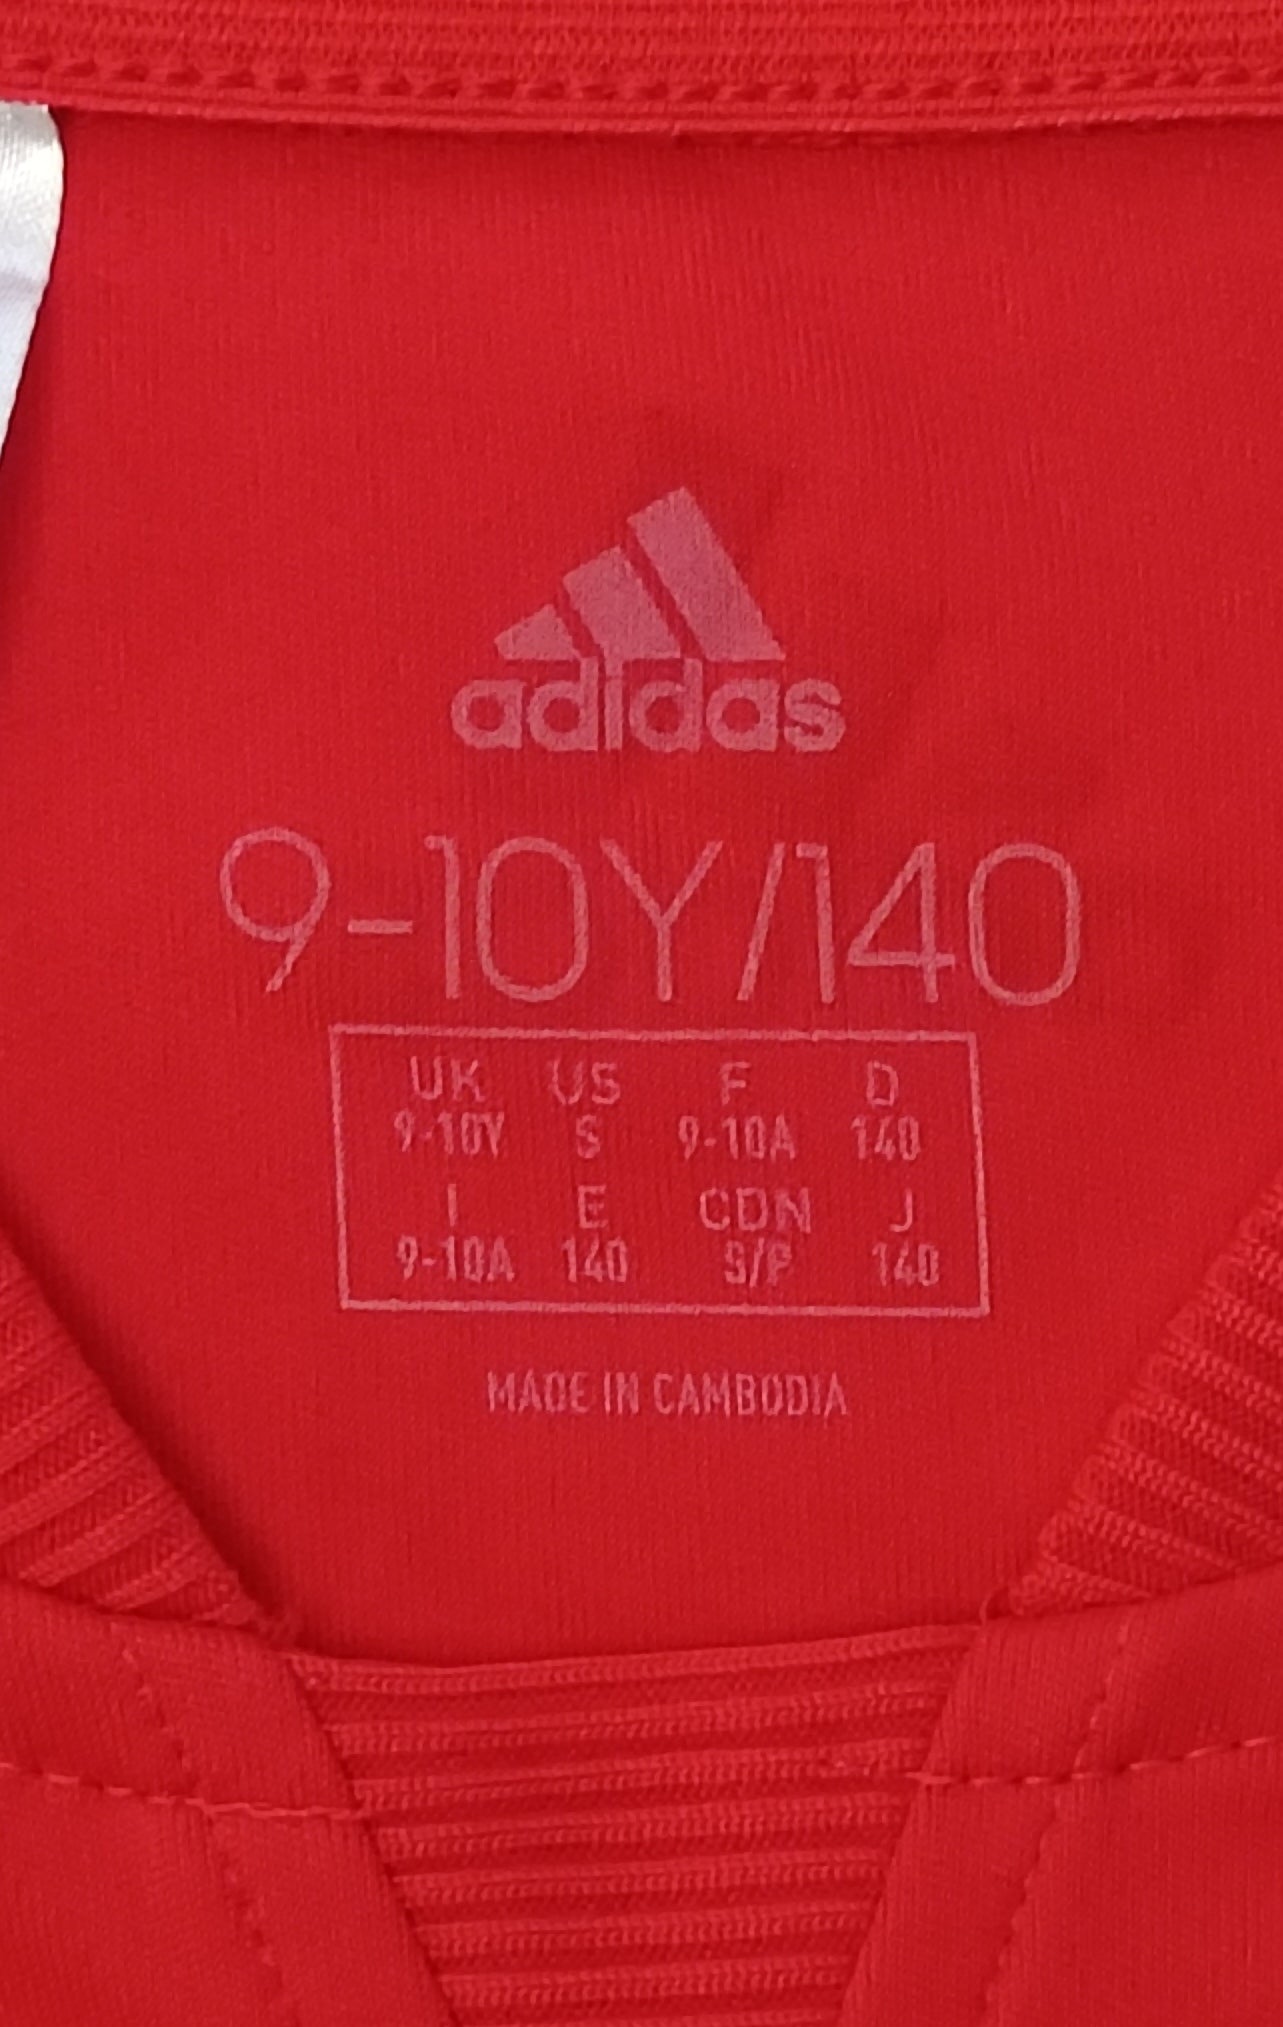 adidas
9-10Y/140
UK US F D
9-10Y S 9-10A 140
I E CDN J
9-10A 140 S/P 140
MADE IN CAMBODIA